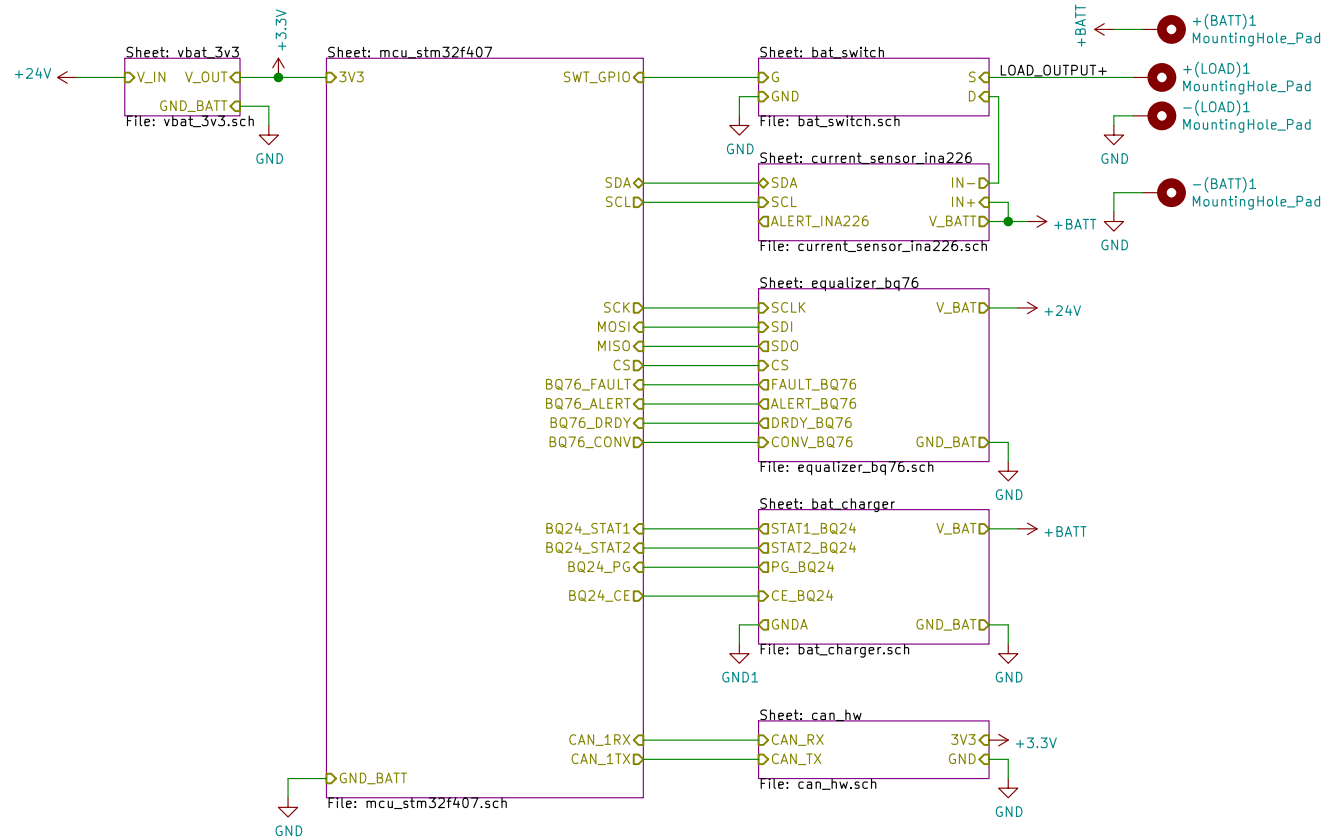 Sheet: vbat_3v3
+24V
V_IN
V_OUT
GND_BATT
File: vbat_3v3.sch
GND
+3.3V
Sheet: mcu_stm32f407
3V3
SWT_GPIO
SDA
SCL
SCK
MOSI
MISO
CS
BQ76_FAULT
BQ76_ALERT
BQ76_DRDY
BQ76_CONV
BQ24_STAT1
BQ24_STAT2
BQ24_PG
BQ24_CE
CAN_1RX
CAN_1TX
GND_BATT
File: mcu_stm32f407.sch
GND
Sheet: bat_switch
G
S
GND
D
File: bat_switch.sch
GND
LOAD_OUTPUT+
Sheet: current_sensor_ina226
SDA
IN-
SCL
IN+
ALERT_INA226
V_BATT
File: current_sensor_ina226.sch
+BATT
Sheet: equalizer_bq76
SCLK
V_BAT
SDI
SDO
CS
FAULT_BQ76
ALERT_BQ76
DRDY_BQ76
CONV_BQ76
GND_BAT
File: equalizer_bq76.sch
+24V
GND
Sheet: bat_charger
STAT1_BQ24
V_BAT
STAT2_BQ24
PG_BQ24
CE_BQ24
GNDA
GND_BAT
File: bat_charger.sch
+BATT
GND1
GND
Sheet: can_hw
CAN_RX
3V3
CAN_TX
GND
File: can_hw.sch
+3.3V
GND
+BATT
+(BATT)1
MountingHole_Pad
+(LOAD)1
MountingHole_Pad
-(LOAD)1
MountingHole_Pad
GND
-(BATT)1
MountingHole_Pad
GND